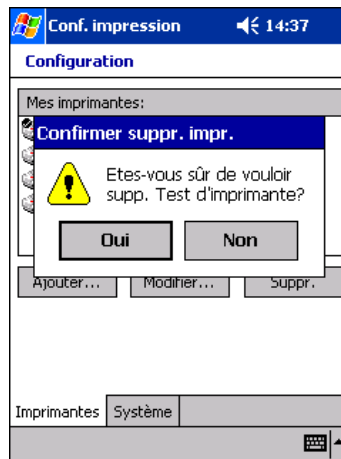 Conf. impression 14:37
Configuration
Mes imprimantes:
Confirmer suppr. impr.
Etes-vous sûr de vouloir
supp. Test d'imprimante?
Oui Non
Ajouter... Modifier... Suppr.
Imprimantes Système